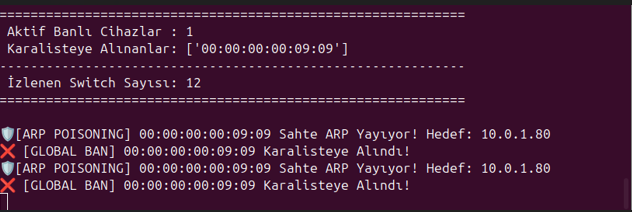 ============================================================
Aktif Banlı Cihazlar : 1
Karalisteye Alınanlar: ['00:00:00:00:09:09']
------------------------------------------------------------
İzlenen Switch Sayısı: 12
============================================================
🛡️[ARP POISONING] 00:00:00:00:09:09 Sahte ARP Yayıyor! Hedef: 10.0.1.80
❌ [GLOBAL BAN] 00:00:00:00:09:09 Karalisteye Alındı!
🛡️[ARP POISONING] 00:00:00:00:09:09 Sahte ARP Yayıyor! Hedef: 10.0.1.80
❌ [GLOBAL BAN] 00:00:00:00:09:09 Karalisteye Alındı!